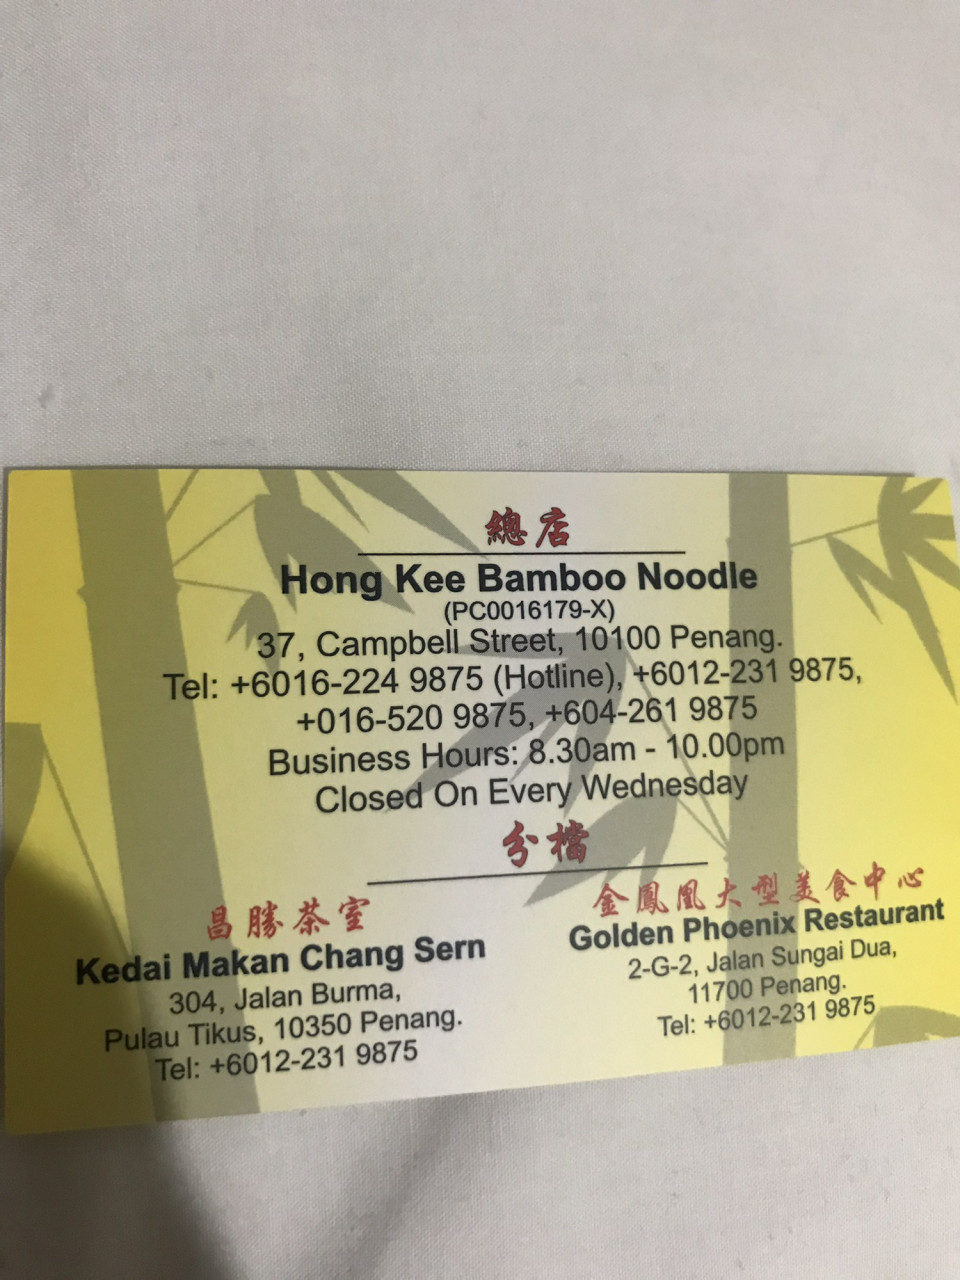 總店
Hong Kee Bamboo Noodle
(PC0016179-X)
37, Campbell Street, 10100 Penang.
Tel: +6016-224 9875 (Hotline), +6012-231 9875,
+016-520 9875, +604-261 9875
Business Hours: 8.30am - 10.00pm
Closed On Every Wednesday
分檔
昌勝茶室
Kedai Makan Chang Sern
304, Jalan Burma,
Pulau Tikus, 10350 Penang.
Tel: +6012-231 9875
金鳳凰大型美食中心
Golden Phoenix Restaurant
2-G-2, Jalan Sungai Dua,
11700 Penang.
Tel: +6012-231 9875